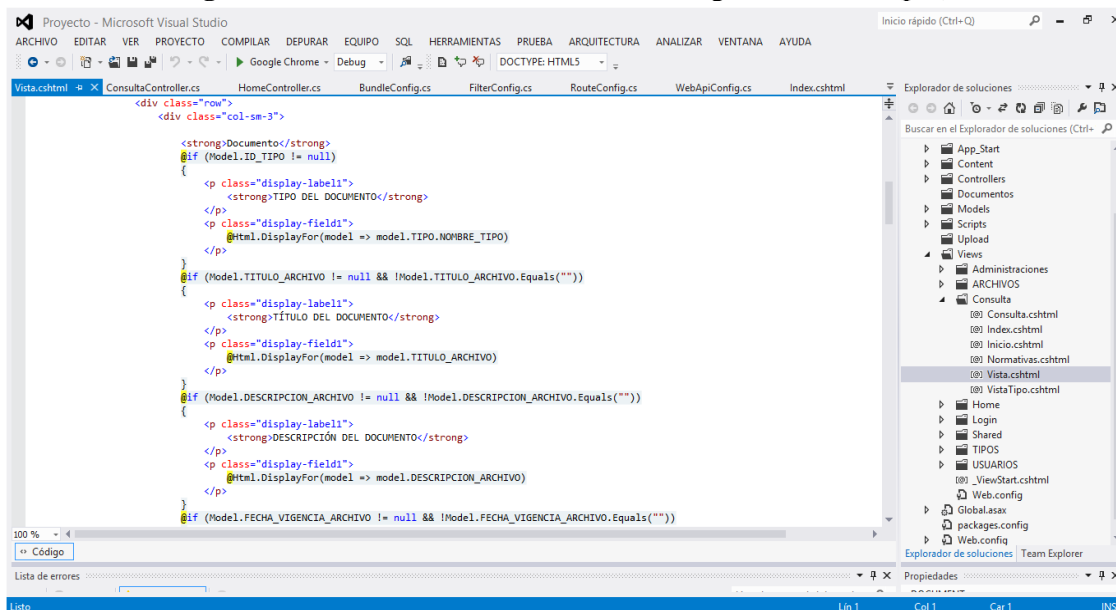 Proyecto - Microsoft Visual Studio
Inicio rápido (Ctrl+Q)
ARCHIVO EDITAR VER PROYECTO COMPILAR DEPURAR EQUIPO SQL HERRAMIENTAS PRUEBA ARQUITECTURA ANALIZAR VENTANA AYUDA
Google Chrome Debug DOCTYPE: HTML5
Vista.cshtml ConsultaController.cs HomeController.cs BundleConfig.cs FilterConfig.cs RouteConfig.cs WebApiConfig.cs Index.cshtml
<div class="row">
<div class="col-sm-3">
<strong>Documento</strong>
@if (Model.ID_TIPO != null)
{
<p class="display-label1">
<strong>TIPO DEL DOCUMENTO</strong>
</p>
<p class="display-field1">
@Html.DisplayFor(model => model.TIPO.NOMBRE_TIPO)
</p>
}
@if (Model.TITULO_ARCHIVO != null && !Model.TITULO_ARCHIVO.Equals(""))
{
<p class="display-label1">
<strong>TÍTULO DEL DOCUMENTO</strong>
</p>
<p class="display-field1">
@Html.DisplayFor(model => model.TITULO_ARCHIVO)
</p>
}
@if (Model.DESCRIPCION_ARCHIVO != null && !Model.DESCRIPCION_ARCHIVO.Equals(""))
{
<p class="display-label1">
<strong>DESCRIPCIÓN DEL DOCUMENTO</strong>
</p>
<p class="display-field1">
@Html.DisplayFor(model => model.DESCRIPCION_ARCHIVO)
</p>
}
@if (Model.FECHA_VIGENCIA_ARCHIVO != null && !Model.FECHA_VIGENCIA_ARCHIVO.Equals(""))
100 %
Código
Explorador de soluciones
Buscar en el Explorador de soluciones (Ctrl+
App_Start
Content
Controllers
Documentos
Models
Scripts
Upload
Views
Administraciones
ARCHIVOS
Consulta
Consulta.cshtml
Index.cshtml
Inicio.cshtml
Normativas.cshtml
Vista.cshtml
VistaTipo.cshtml
Home
Login
Shared
TIPOS
USUARIOS
_ViewStart.cshtml
Web.config
Global.asax
packages.config
Web.config
Explorador de soluciones Team Explorer
Lista de errores
Propiedades
Listo Lín 1 Col 1 Car 1 INS